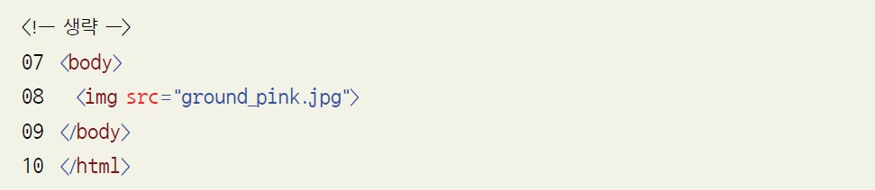 <!— 생략 —>
07 <body>
08 <img src="ground_pink.jpg">
09 </body>
10 </html>